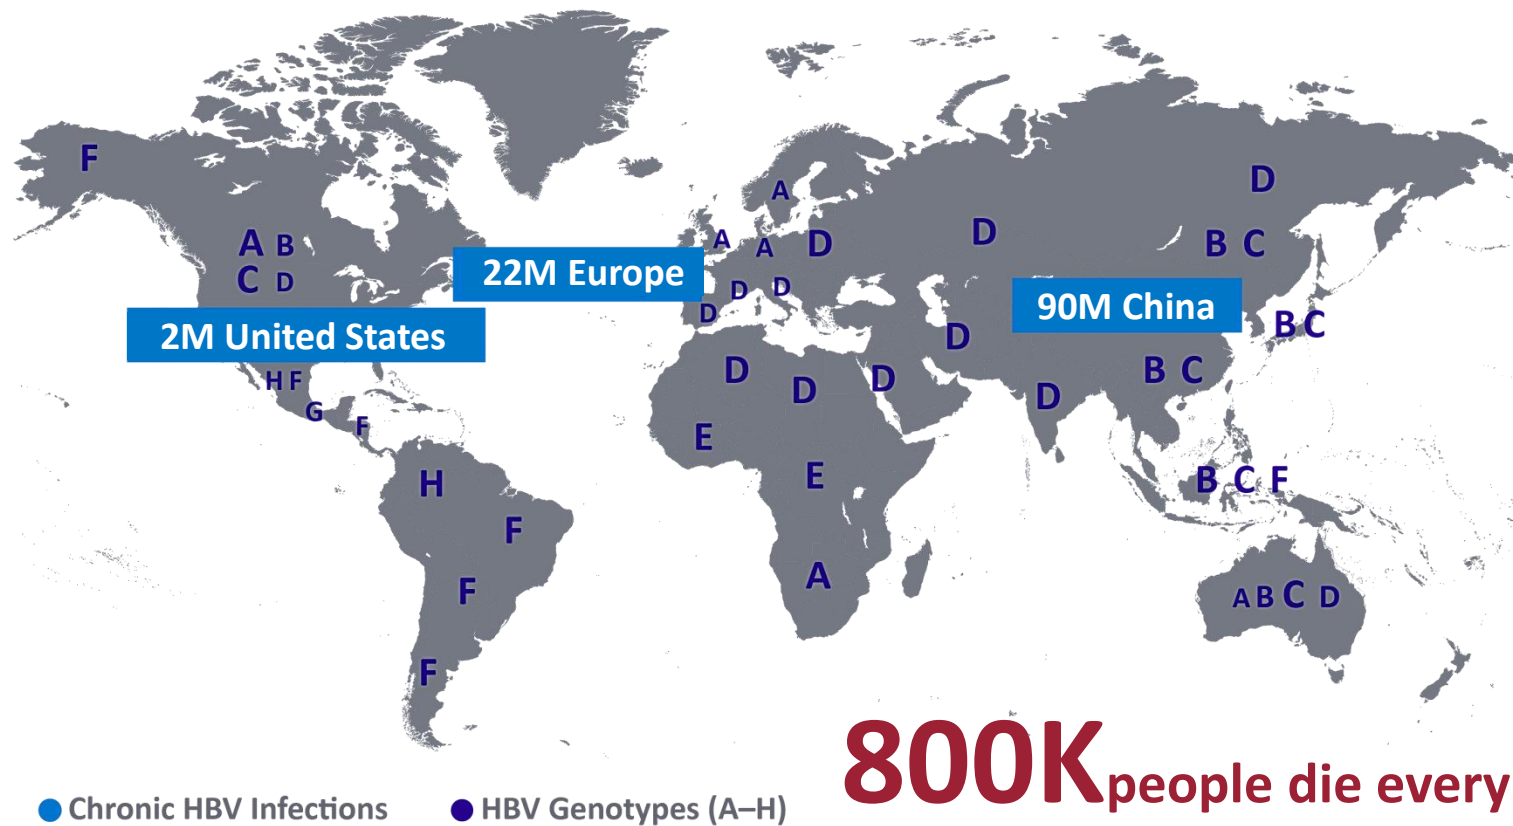 F
D
A
A B
A
A
D
D
B C
C D
22M Europe
D
D
90M China
D
2M United States
D
B C
H F
D
D
D
B C
G
F
D
E
E
H
B C F
F
A
F
A B C D
F
800K people die every
Chronic HBV Infections
HBV Genotypes (A–H)